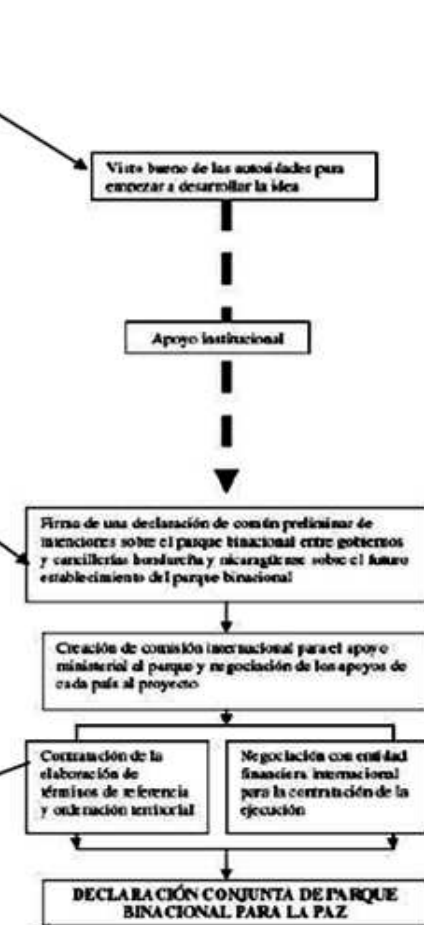 Visto bueno de las autoridades para
empezar a desarrollar la idea
Apoyo institucional
Firma de una declaración de común preliminar de
intenciones sobre el parque binacional entre gobiernos
y cancillerías hondureña y nicaragüense sobre el futuro
establecimiento del parque binacional
Creación de comisión internacional para el apoyo
ministerial al parque y negociación de los apoyos de
cada país al proyecto
Contratación de la
elaboración de
términos de referencia
y ordenación territorial
Negociación con entidad
financiera internacional
para la contratación de la
ejecución
DECLARACIÓN CONJUNTA DE PARQUE
BINACIONAL PARA LA PAZ